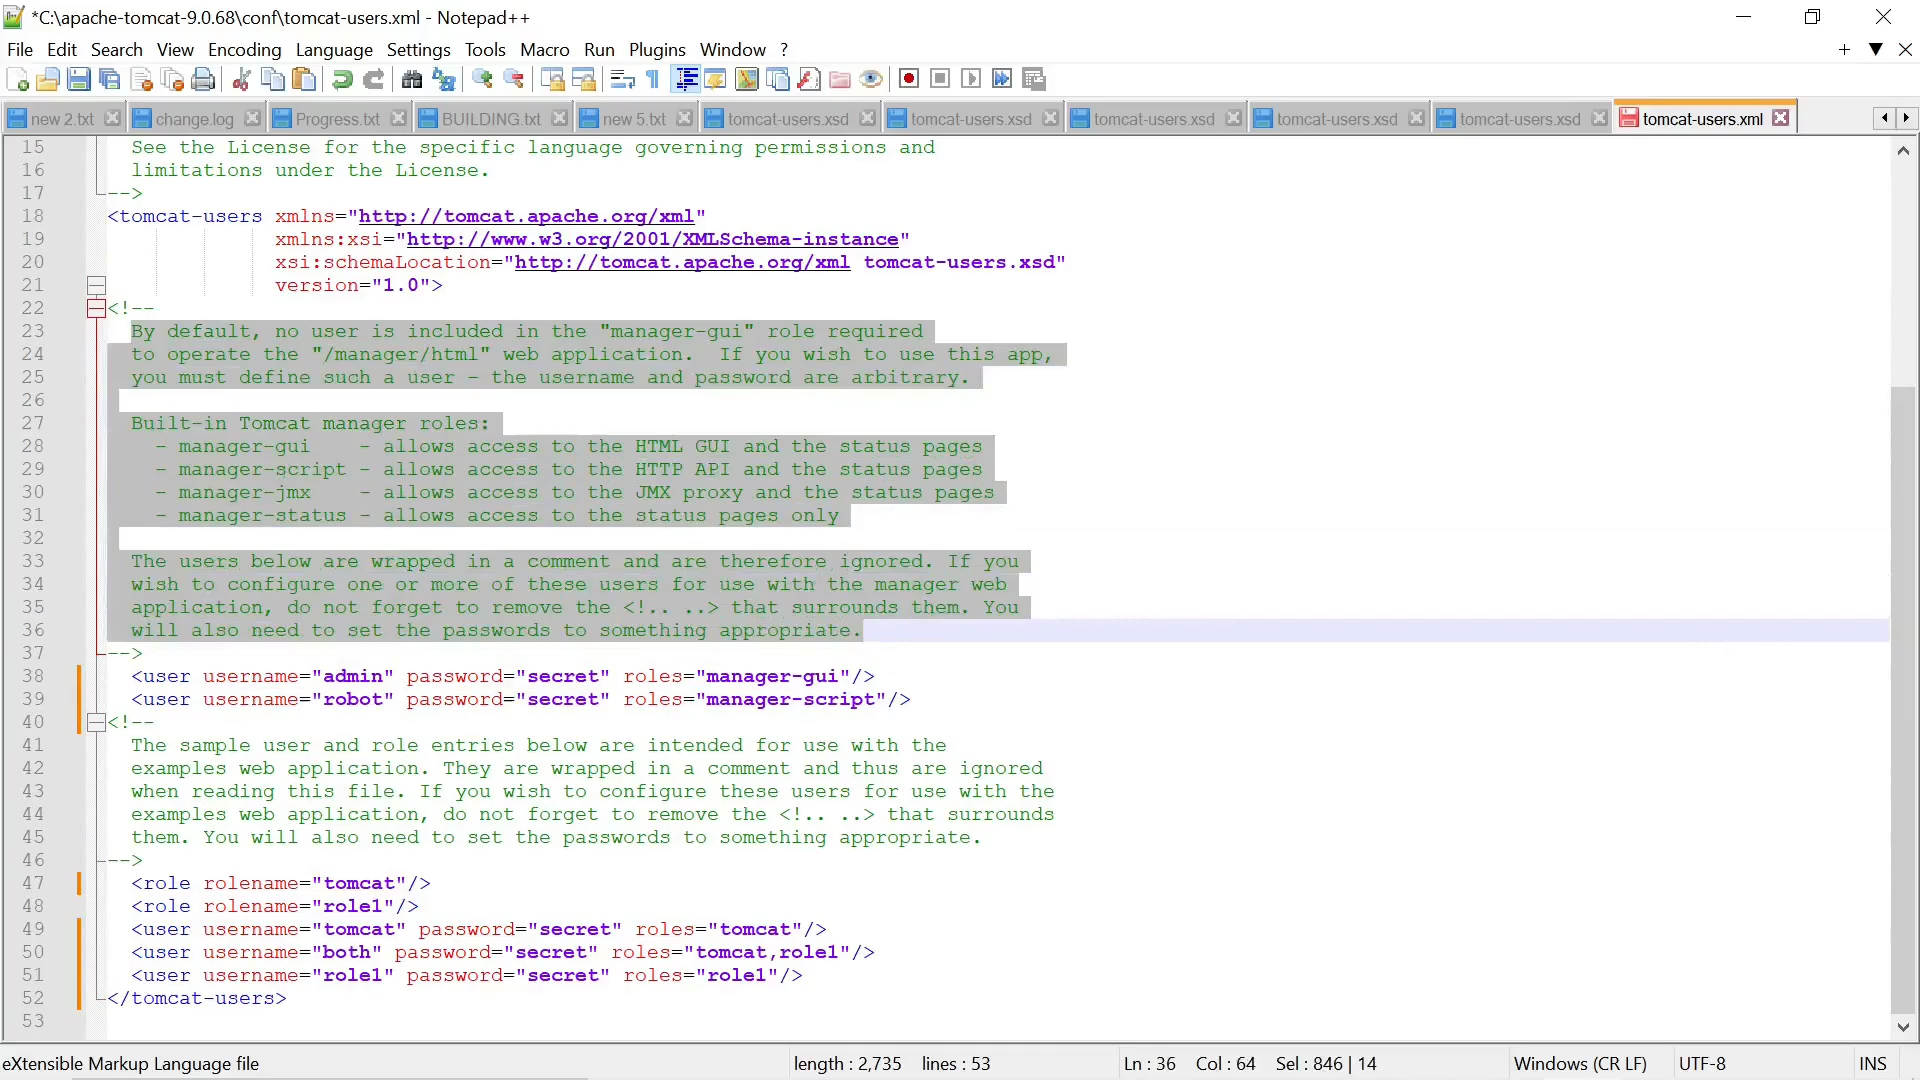 *C:\apache-tomcat-9.0.68\conf\tomcat-users.xml - Notepad++
File Edit Search View Encoding Language Settings Tools Macro Run Plugins Window ?
new 2.txt change.log Progress.txt BUILDING.txt new 5.txt tomcat-users.xsd tomcat-users.xsd tomcat-users.xsd tomcat-users.xsd tomcat-users.xsd tomcat-users.xml
15 See the License for the specific language governing permissions and
16 limitations under the License.
17 -->
18 <tomcat-users xmlns="http://tomcat.apache.org/xml"
19 xmlns:xsi="http://www.w3.org/2001/XMLSchema-instance"
20 xsi:schemaLocation="http://tomcat.apache.org/xml tomcat-users.xsd"
21 version="1.0">
22 <!--
23 By default, no user is included in the "manager-gui" role required
24 to operate the "/manager/html" web application.  If you wish to use this app,
25 you must define such a user - the username and password are arbitrary.
26
27 Built-in Tomcat manager roles:
28 - manager-gui    - allows access to the HTML GUI and the status pages
29 - manager-script - allows access to the HTTP API and the status pages
30 - manager-jmx    - allows access to the JMX proxy and the status pages
31 - manager-status - allows access to the status pages only
32
33 The users below are wrapped in a comment and are therefore ignored. If you
34 wish to configure one or more of these users for use with the manager web
35 application, do not forget to remove the <!.. ..> that surrounds them. You
36 will also need to set the passwords to something appropriate.
37 -->
38 <user username="admin" password="secret" roles="manager-gui"/>
39 <user username="robot" password="secret" roles="manager-script"/>
40 <!--
41 The sample user and role entries below are intended for use with the
42 examples web application. They are wrapped in a comment and thus are ignored
43 when reading this file. If you wish to configure these users for use with the
44 examples web application, do not forget to remove the <!.. ..> that surrounds
45 them. You will also need to set the passwords to something appropriate.
46 -->
47 <role rolename="tomcat"/>
48 <role rolename="role1"/>
49 <user username="tomcat" password="secret" roles="tomcat"/>
50 <user username="both" password="secret" roles="tomcat,role1"/>
51 <user username="role1" password="secret" roles="role1"/>
52 </tomcat-users>
53
eXtensible Markup Language file length : 2,735 lines : 53 Ln : 36 Col : 64 Sel : 846 | 14 Windows (CR LF) UTF-8 INS